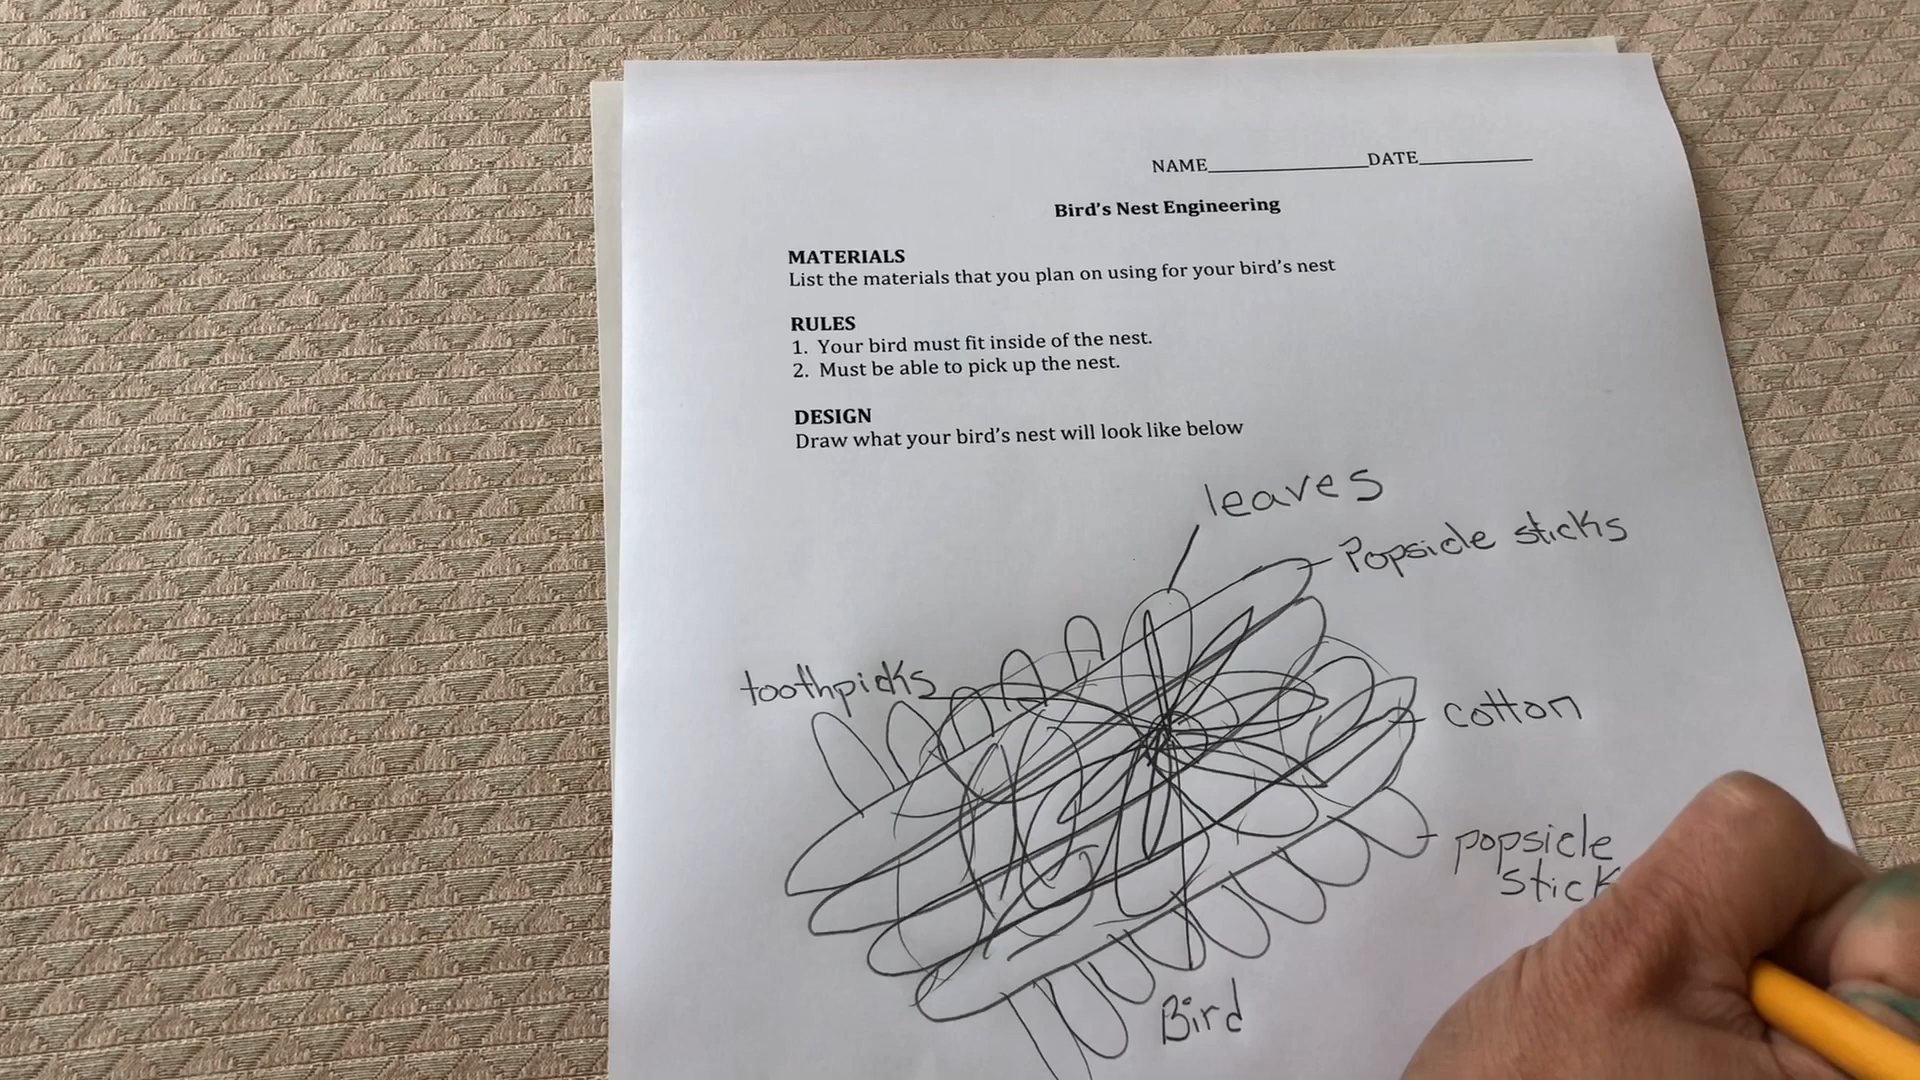 NAME______________DATE__________
Bird's Nest Engineering
MATERIALS
List the materials that you plan on using for your bird's nest
RULES
1. Your bird must fit inside of the nest.
2. Must be able to pick up the nest.
DESIGN
Draw what your bird's nest will look like below
leaves
Popsicle sticks
toothpicks
cotton
popsicle
stick
Bird